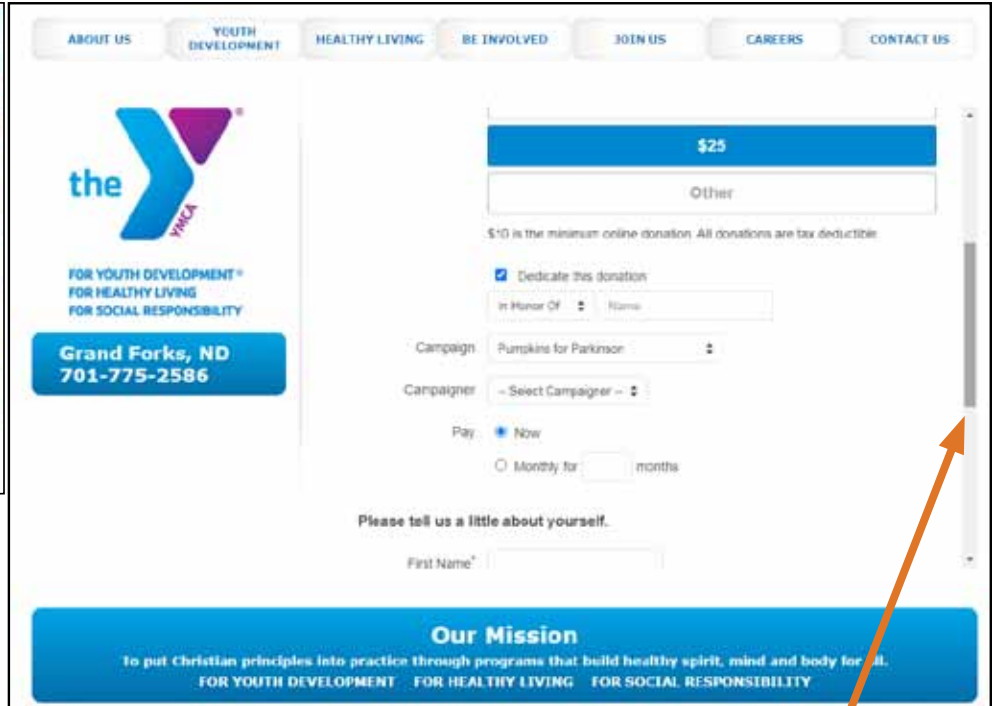 ABOUT US
YOUTH
DEVELOPMENT
HEALTHY LIVING
BE INVOLVED
JOIN US
CAREERS
CONTACT US
the
YMCA
®
FOR YOUTH DEVELOPMENT®
FOR HEALTHY LIVING
FOR SOCIAL RESPONSIBILITY
Grand Forks, ND
701-775-2586
$25
Other
$10 is the minimum online donation. All donations are tax deductible.
Dedicate this donation
In Honor Of
Name
Campaign Pumpkins for Parkinson
Campaigner -- Select Campaigner --
Pay Now
Monthly for months
Please tell us a little about yourself.
First Name*
Our Mission
To put Christian principles into practice through programs that build healthy spirit, mind and body for all.
FOR YOUTH DEVELOPMENT FOR HEALTHY LIVING FOR SOCIAL RESPONSIBILITY